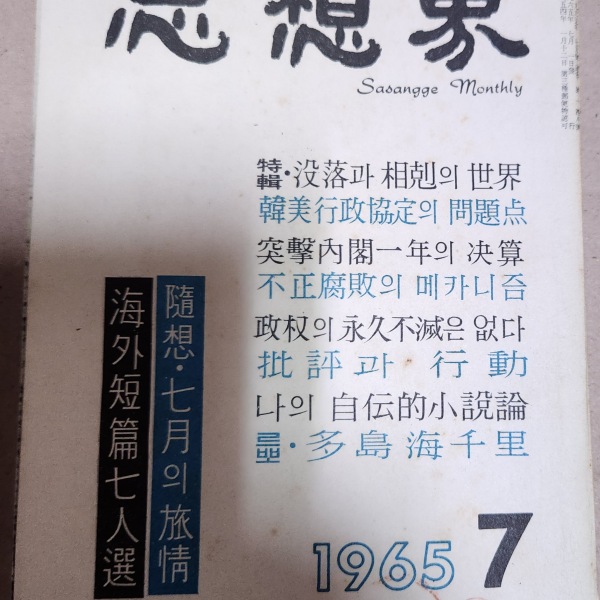 思想界
Sasangge Monthly
特輯·没落과 相剋의 世界
韓美行政協定의 問題点
突擊內閣一年의 决算
不正腐敗의 메카니즘
政权의 永久不滅은 없다
批評과 行動
나의 自伝的小説論
·多島海千里
隨想·七月의 旅情
海外短篇七人選
1965 7